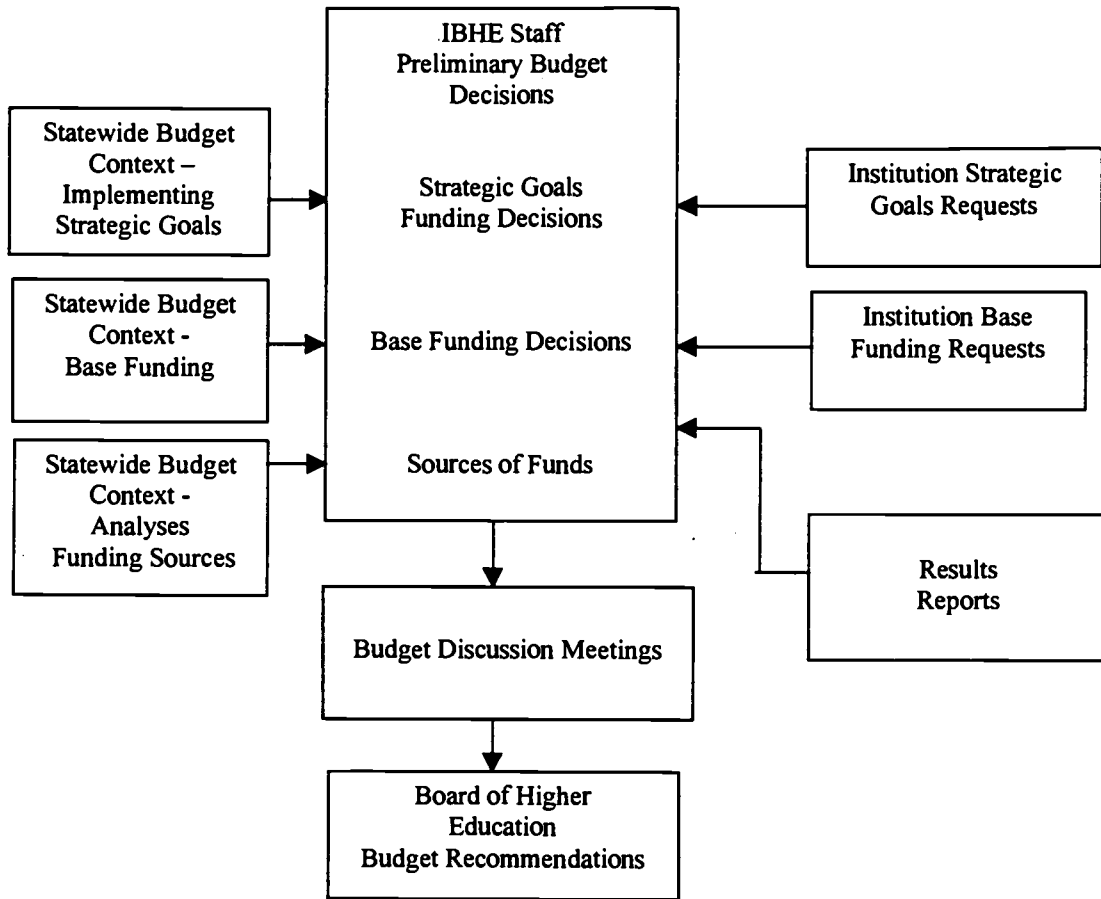 IBHE Staff
Preliminary Budget
Decisions
Strategic Goals
Funding Decisions
Base Funding Decisions
Sources of Funds
Statewide Budget
Context –
Implementing
Strategic Goals
Statewide Budget
Context -
Base Funding
Statewide Budget
Context -
Analyses
Funding Sources
Institution Strategic
Goals Requests
Institution Base
Funding Requests
Results
Reports
Budget Discussion Meetings
Board of Higher
Education
Budget Recommendations